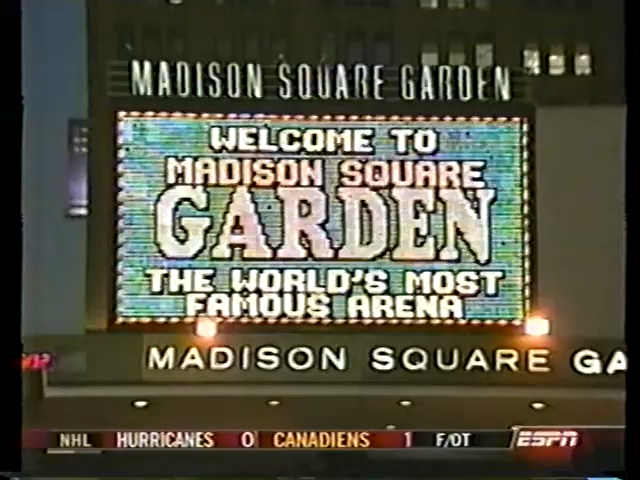 MADISON SQUARE GARDEN
WELCOME TO
MADISON SQUARE
GARDEN
THE WORLD'S MOST
FAMOUS ARENA
MADISON SQUARE GA
NHL HURRICANES 0 CANADIENS 1 F/OT ESPN